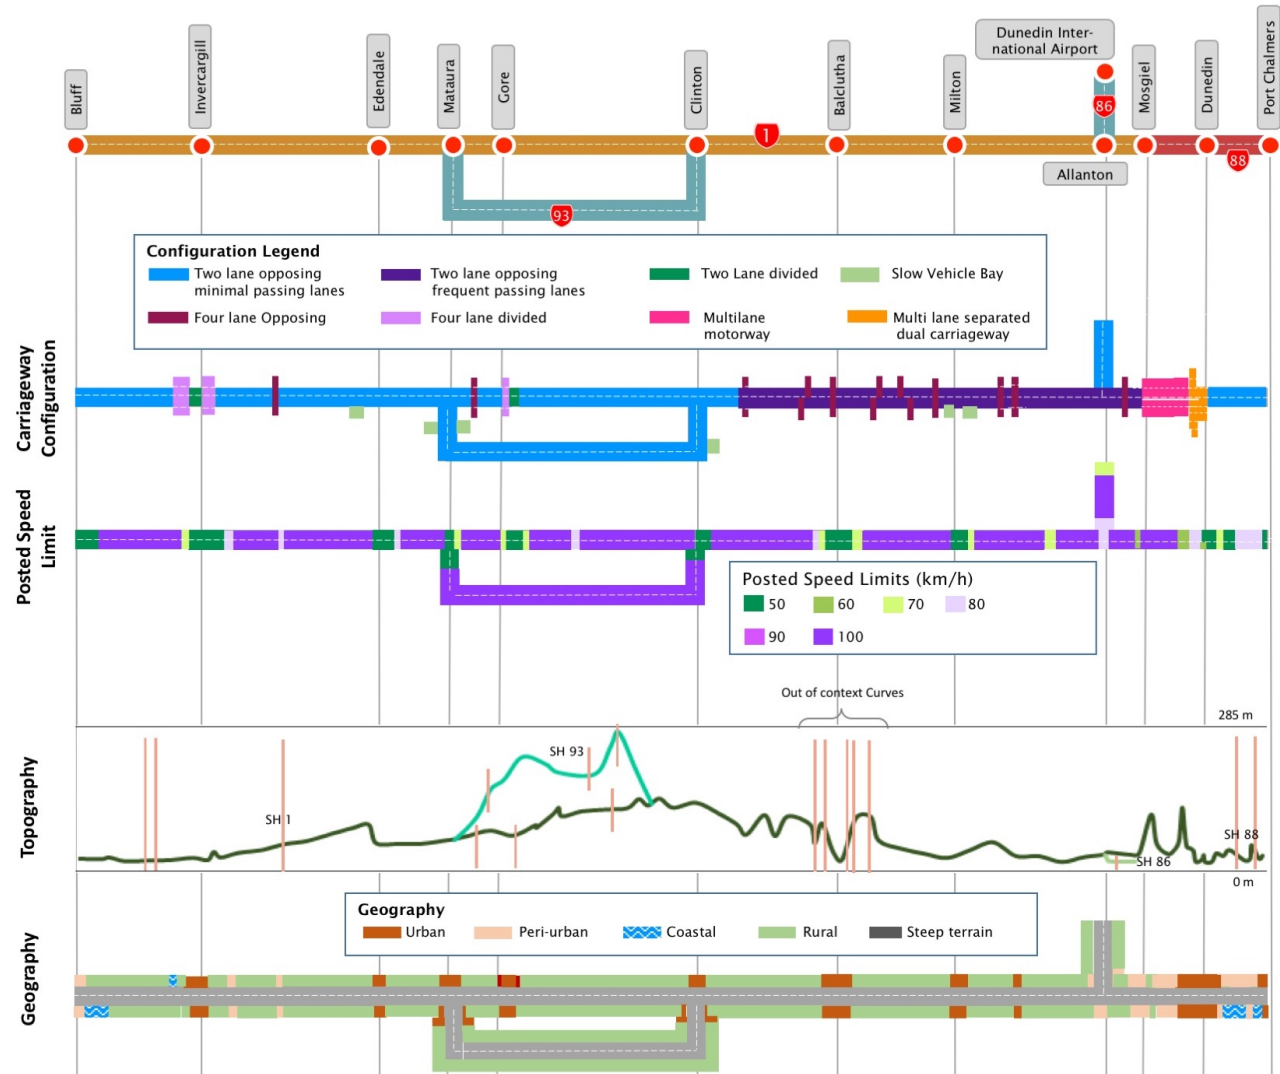 Bluff
Invercargill
Edendale
Mataura
Gore
Clinton
Balclutha
Milton
Dunedin Inter-
national Airport
Mosgiel
Dunedin
Port Chalmers
86
1
88
Allanton
93
Configuration Legend
Two lane opposing
minimal passing lanes
Two lane opposing
frequent passing lanes
Two Lane divided
Slow Vehicle Bay
Four lane Opposing
Four lane divided
Multilane
motorway
Multi lane separated
dual carriageway
Carriageway
Configuration
Posted Speed
Limit
Posted Speed Limits (km/h)
50
60
70
80
90
100
Out of context Curves
285 m
Topography
SH 93
SH 1
SH 88
SH 86
0 m
Geography
Urban
Peri-urban
Coastal
Rural
Steep terrain
Geography